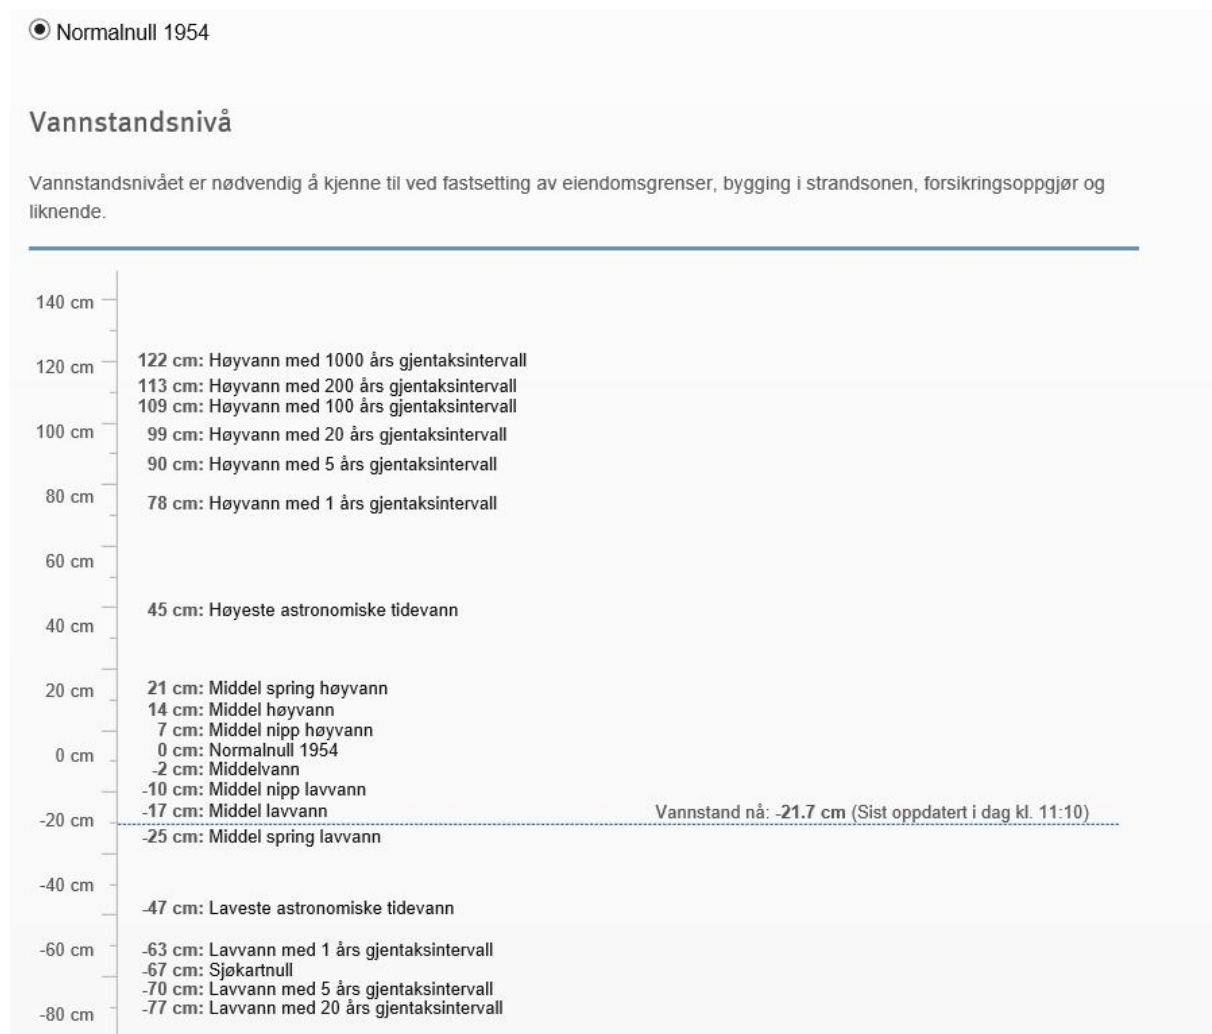 Normalnull 1954
Vannstandsnivå
Vannstandsnivået er nødvendig å kjenne til ved fastsetting av eiendomsgrenser, bygging i strandsonen, forsikringsoppgjør og
liknende.
140 cm
122 cm: Høyvann med 1000 års gjentaksintervall
120 cm
113 cm: Høyvann med 200 års gjentaksintervall
109 cm: Høyvann med 100 års gjentaksintervall
100 cm
99 cm: Høyvann med 20 års gjentaksintervall
90 cm: Høyvann med 5 års gjentaksintervall
80 cm
78 cm: Høyvann med 1 års gjentaksintervall
60 cm
45 cm: Høyeste astronomiske tidevann
40 cm
21 cm: Middel spring høyvann
20 cm
14 cm: Middel høyvann
7 cm: Middel nipp høyvann
0 cm: Normalnull 1954
0 cm
-2 cm: Middelvann
-10 cm: Middel nipp lavvann
-17 cm: Middel lavvann
Vannstand nå: -21.7 cm (Sist oppdatert i dag kl. 11:10)
-20 cm
-25 cm: Middel spring lavvann
-40 cm
-47 cm: Laveste astronomiske tidevann
-60 cm
-63 cm: Lavvann med 1 års gjentaksintervall
-67 cm: Sjøkartnull
-70 cm: Lavvann med 5 års gjentaksintervall
-77 cm: Lavvann med 20 års gjentaksintervall
-80 cm